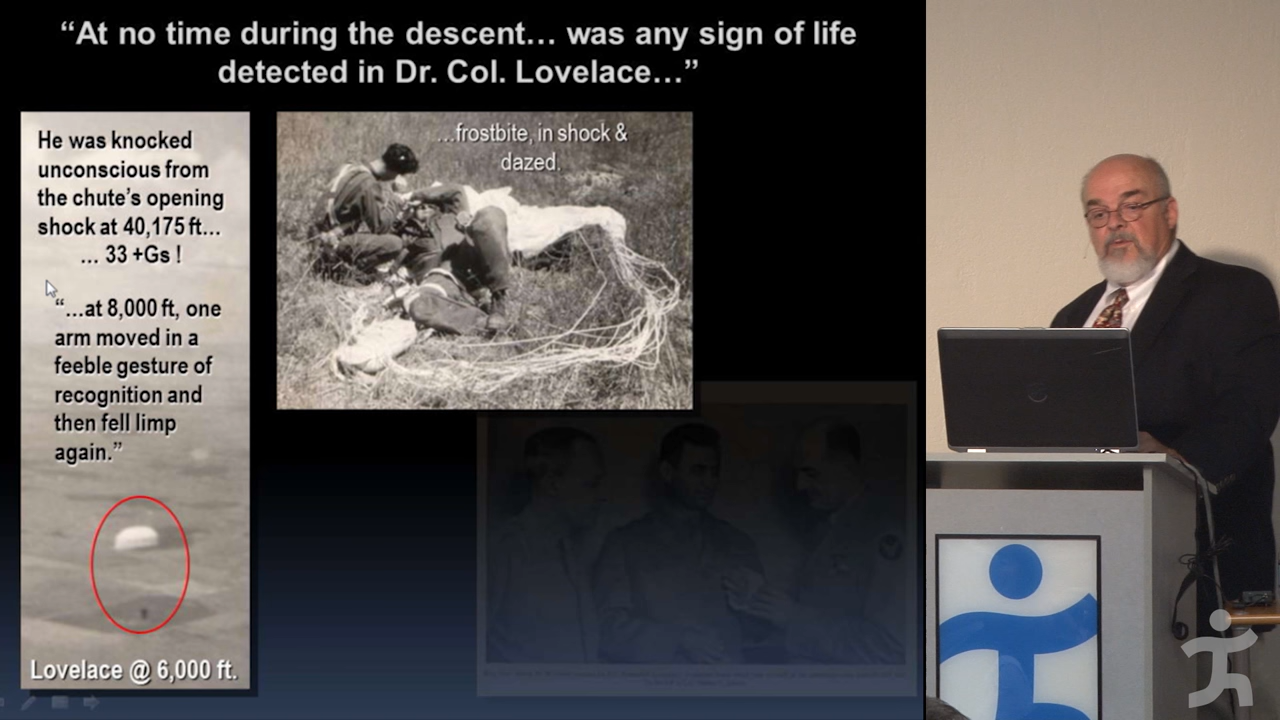 “At no time during the descent… was any sign of life
detected in Dr. Col. Lovelace…”
He was knocked
unconscious from
the chute’s opening
shock at 40,175 ft…
… 33 +Gs !
“…at 8,000 ft, one
arm moved in a
feeble gesture of
recognition and
then fell limp
again.”
Lovelace @ 6,000 ft.
…frostbite, in shock &
dazed.